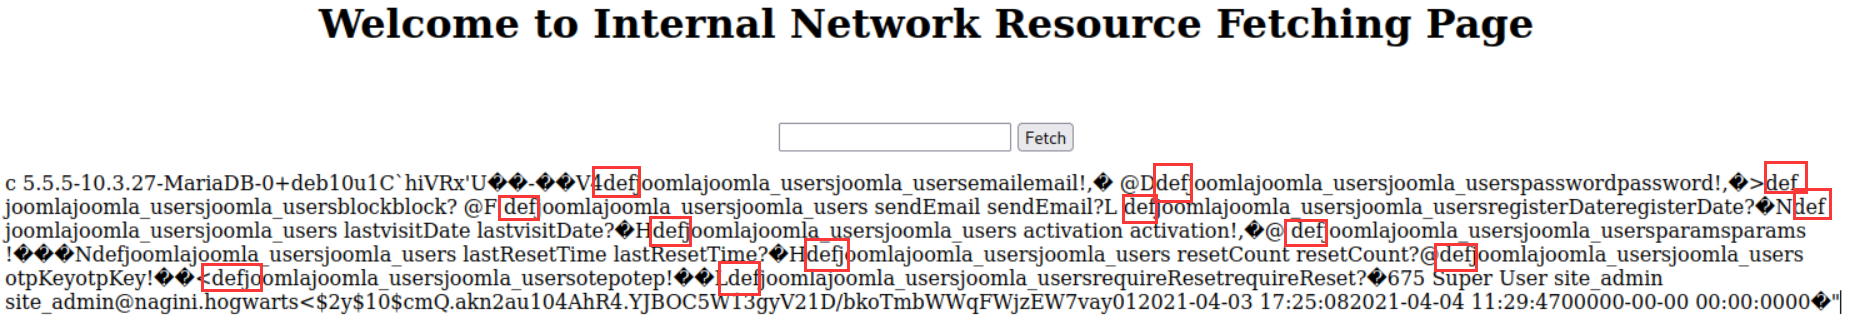 Welcome to Internal Network Resource Fetching Page
Fetch
c 5.5.5-10.3.27-MariaDB-0+deb10u1C`hiVRx'U��-��V4defjoomlajoomla_usersjoomla_usersemailemail!,� @Ddefjoomlajoomla_usersjoomla_userspasswordpassword!,�>def
joomlajoomla_usersjoomla_usersblockblock? @F defjoomlajoomla_usersjoomla_users sendEmail sendEmail?L defjoomlajoomla_usersjoomla_usersregisterDateregisterDate?�Ndef
joomlajoomla_usersjoomla_users lastvisitDate lastvisitDate?�Hdefjoomlajoomla_usersjoomla_users activation activation!,�@ defjoomlajoomla_usersjoomla_usersparamsparams
!���Ndefjoomlajoomla_usersjoomla_users lastResetTime lastResetTime?�Hdefjoomlajoomla_usersjoomla_users resetCount resetCount?@defjoomlajoomla_usersjoomla_users
otpKeyotpKey!��<defjoomlajoomla_usersjoomla_usersotepotep!��Ldefjoomlajoomla_usersjoomla_usersrequireResetrequireReset?�675 Super User site_admin
site_admin@nagini.hogwarts<$2y$10$cmQ.akn2au104AhR4.YJBOC5W13gyV21D/bkoTmbWWqFWjzEW7vay012021-04-03 17:25:082021-04-04 11:29:4700000-00-00 00:00:0000�"